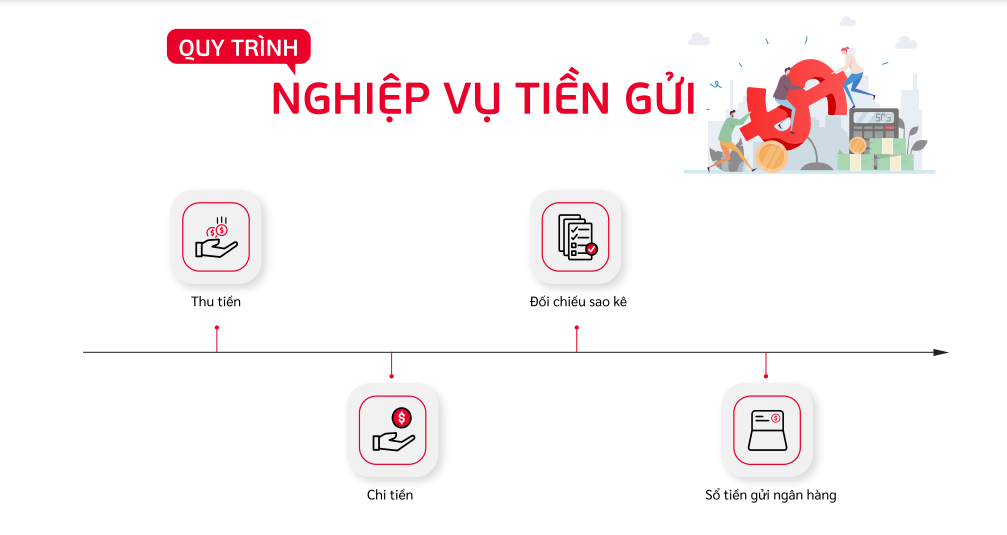 QUY TRÌNH
NGHIỆP VỤ TIỀN GỬI
Thu tiền
Đối chiếu sao kê
Chi tiền
Sổ tiền gửi ngân hàng